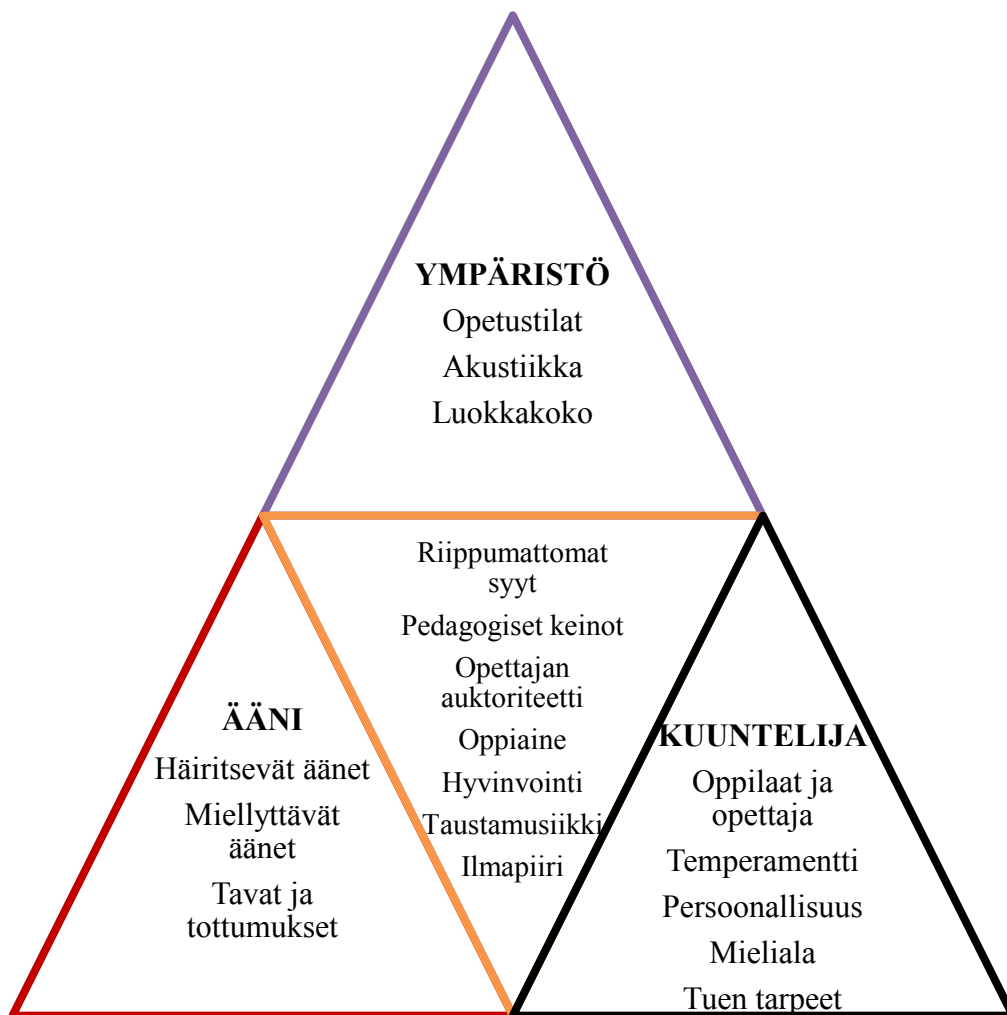 YMPÄRISTÖ
Opetustilat
Akustiikka
Luokkakoko
Riippumattomat
syyt
Pedagogiset keinot
Opettajan
auktoriteetti
Oppiaine
Hyvinvointi
Taustamusiikki
Ilmapiiri
ÄÄNI
Häiritsevät äänet
Miellyttävät
äänet
Tavat ja
tottumukset
KUUNTELIJA
Oppilaat ja
opettaja
Temperamentti
Persoonallisuus
Mieliala
Tuen tarpeet